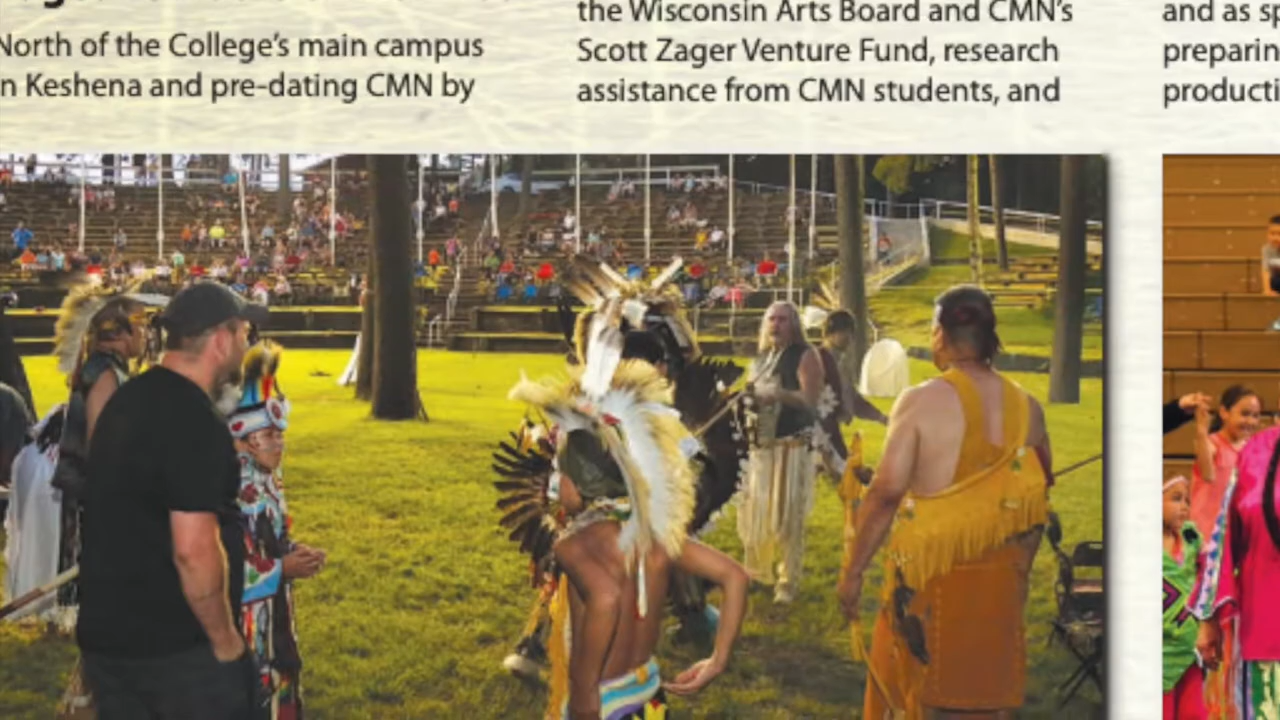 North of the College's main campus
n Keshena and pre-dating CMN by
the Wisconsin Arts Board and CMN's
Scott Zager Venture Fund, research
assistance from CMN students, and
and as sp
preparin
producti